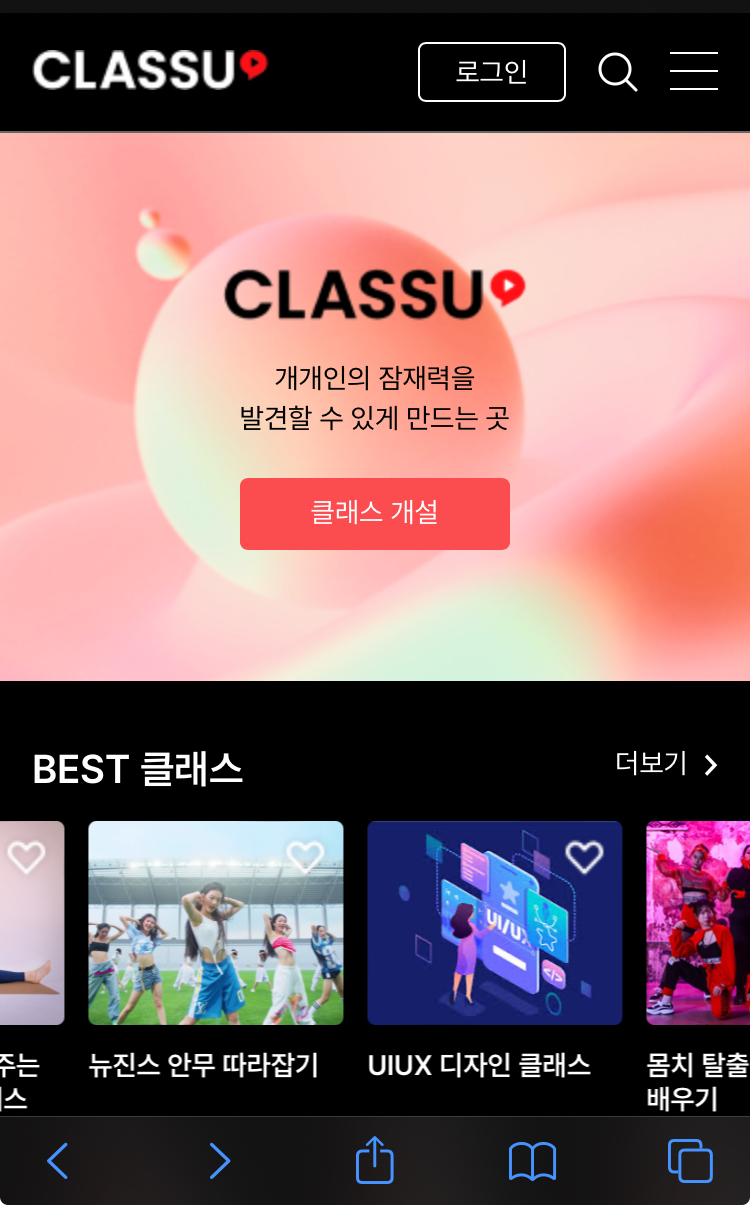 CLASSU
로그인
CLASSU
개개인의 잠재력을
발견할 수 있게 만드는 곳
클래스 개설
BEST 클래스
더보기
UI/UX
주는
스
뉴진스 안무 따라잡기
UIUX 디자인 클래스
몸치 탈출
배우기